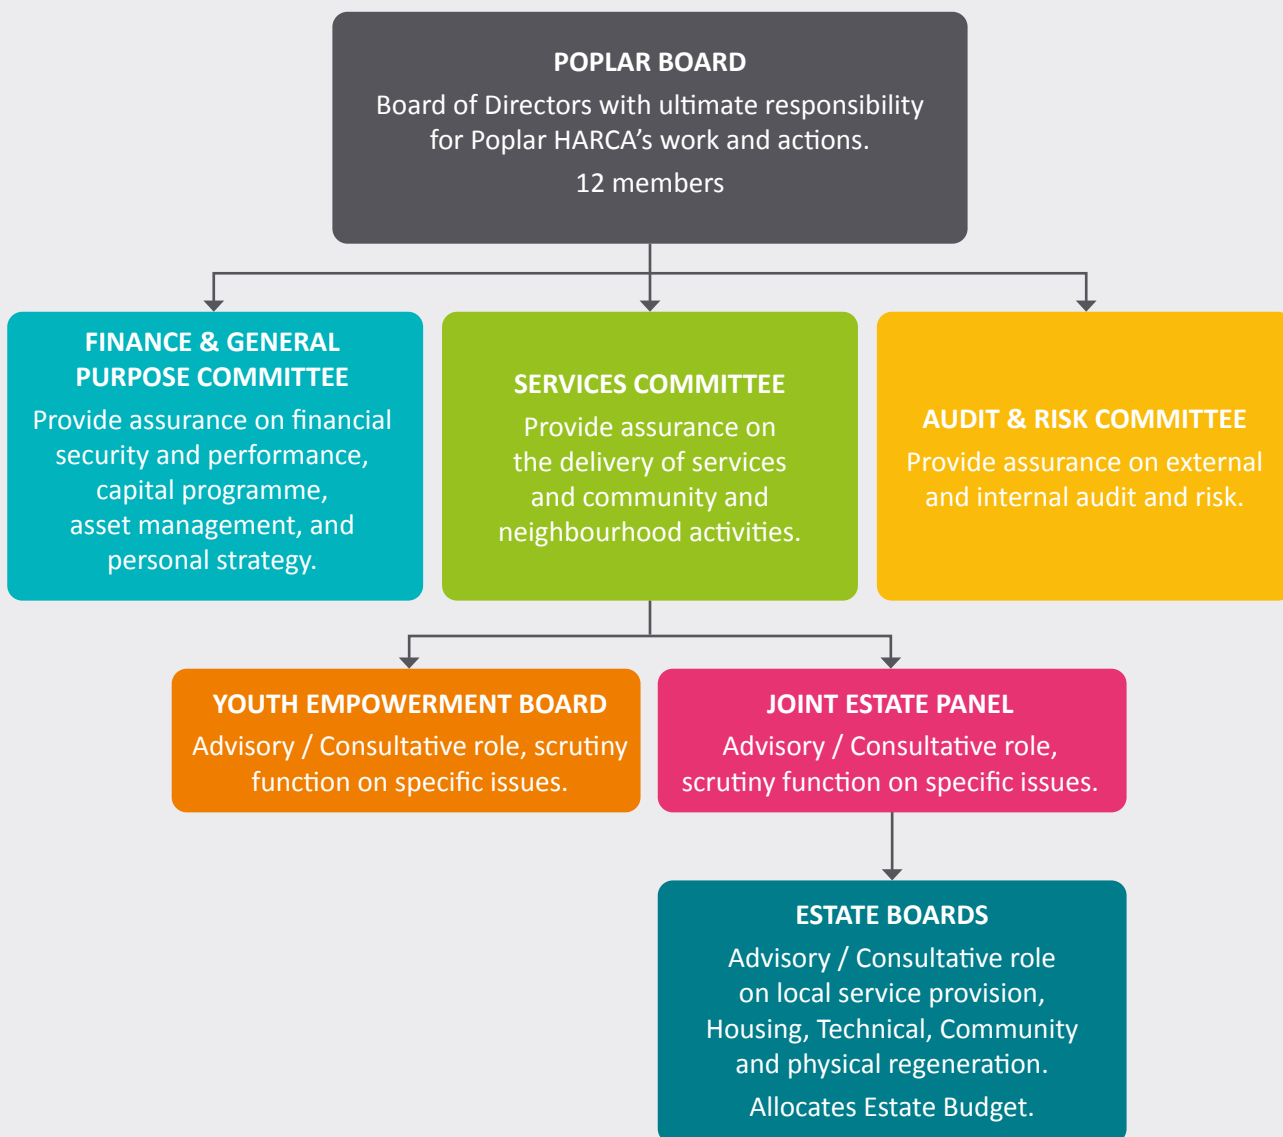 POPLAR BOARD
Board of Directors with ultimate responsibility
for Poplar HARCA’s work and actions.
12 members
FINANCE & GENERAL
PURPOSE COMMITTEE
Provide assurance on financial
security and performance,
capital programme,
asset management, and
personal strategy.
SERVICES COMMITTEE
Provide assurance on
the delivery of services
and community and
neighbourhood activities.
AUDIT & RISK COMMITTEE
Provide assurance on external
and internal audit and risk.
YOUTH EMPOWERMENT BOARD
Advisory / Consultative role, scrutiny
function on specific issues.
JOINT ESTATE PANEL
Advisory / Consultative role,
scrutiny function on specific issues.
ESTATE BOARDS
Advisory / Consultative role
on local service provision,
Housing, Technical, Community
and physical regeneration.
Allocates Estate Budget.